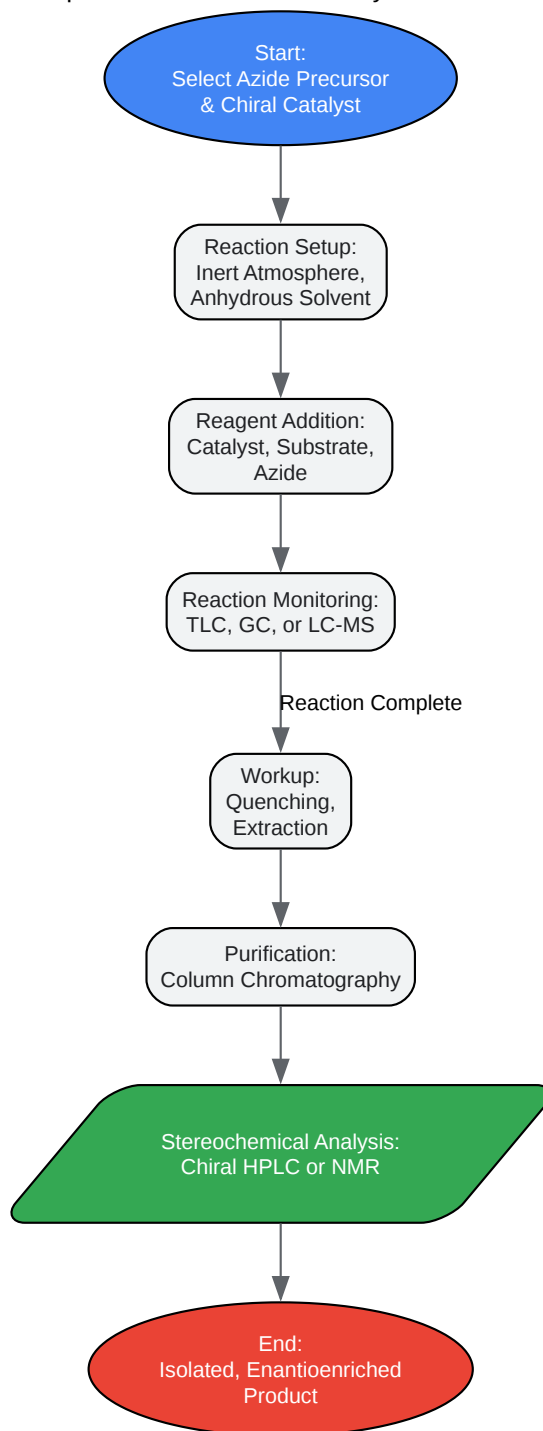 Start:
Select Azide Precursor
& Chiral Catalyst
Reaction Setup:
Inert Atmosphere,
Anhydrous Solvent
Reagent Addition:
Catalyst, Substrate,
Azide
Reaction Monitoring:
TLC, GC, or LC-MS
Reaction Complete
Workup:
Quenching,
Extraction
Purification:
Column Chromatography
Stereochemical Analysis:
Chiral HPLC or NMR
End:
Isolated, Enantioenriched
Product